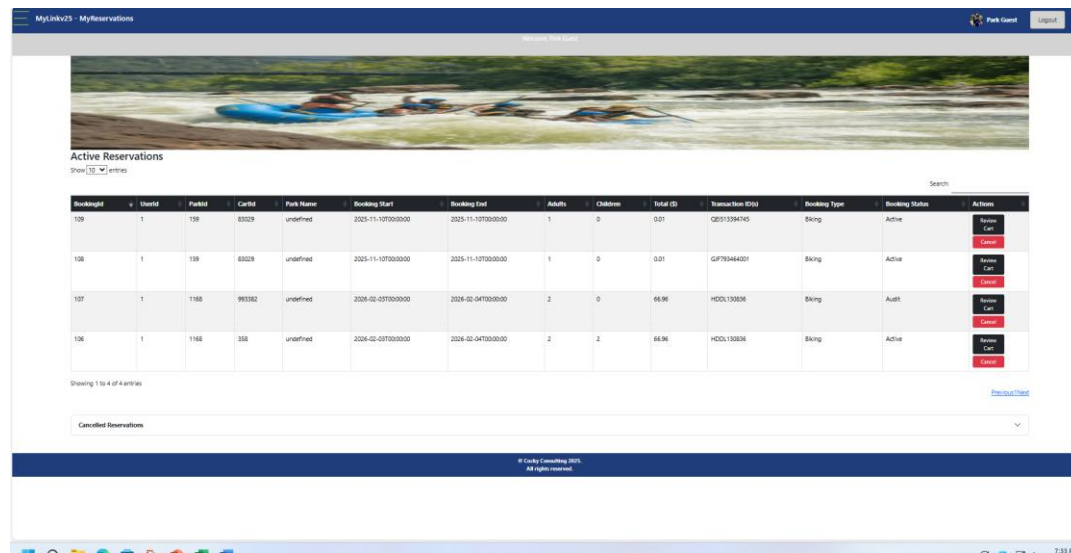 MyLinkv25 - MyReservations
Park Guest
Logout
Welcome, Park Guest
Active Reservations
Show 10 entries
Search:
BookingId UserId ParkId CartId Park Name Booking Start Booking End Adults Children Total ($) Transaction ID(s) Booking Type Booking Status Actions
109 1 159 83029 undefined 2025-11-10T00:00:00 2025-11-10T00:00:00 1 0 0.01 QEI513394745 Biking Active Review Cart
Cancel
108 1 159 83029 undefined 2025-11-10T00:00:00 2025-11-10T00:00:00 1 0 0.01 GIF793464001 Biking Active Review Cart
Cancel
107 1 1168 993382 undefined 2026-02-03T00:00:00 2026-02-04T00:00:00 2 0 66.96 HDDL130836 Biking Audit Review Cart
Cancel
106 1 1168 358 undefined 2026-02-03T00:00:00 2026-02-04T00:00:00 2 2 66.96 HDDL130836 Biking Active Review Cart
Cancel
Showing 1 to 4 of 4 entries
Previous1Next
Cancelled Reservations
© Cocky Consulting 2025.
All rights reserved.